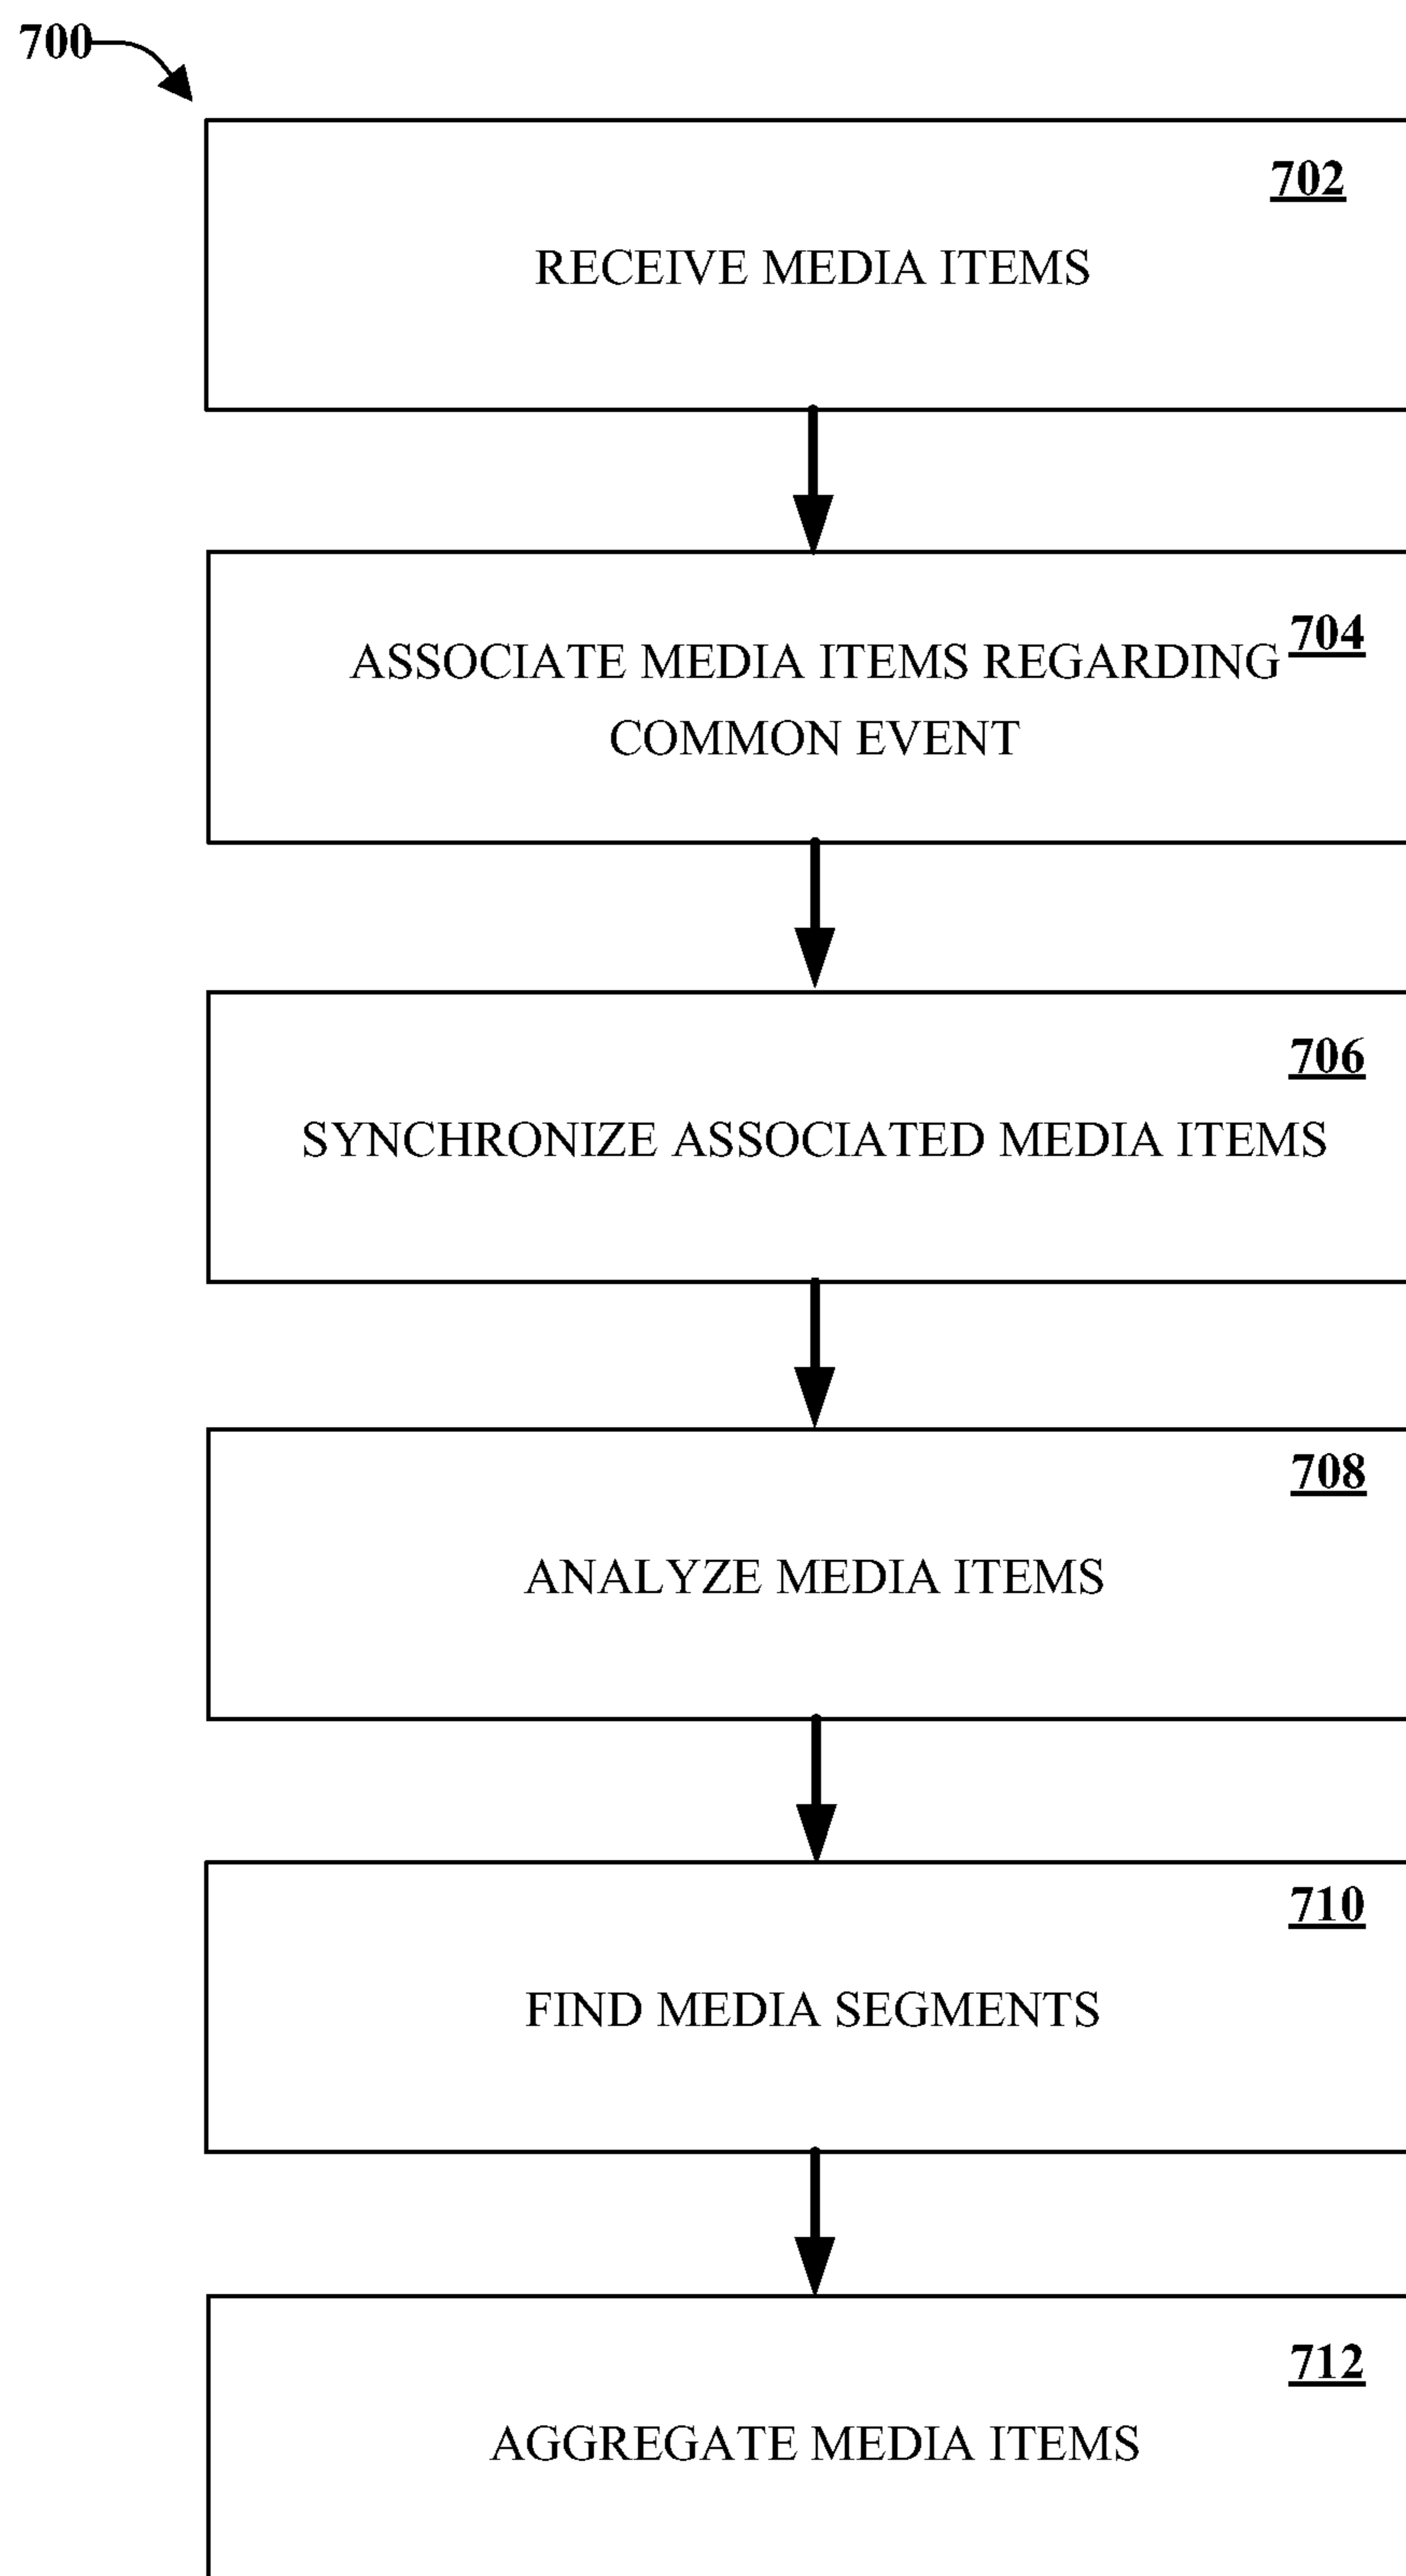 700
702
RECEIVE MEDIA ITEMS
704
ASSOCIATE MEDIA ITEMS REGARDING
COMMON EVENT
706
SYNCHRONIZE ASSOCIATED MEDIA ITEMS
708
ANALYZE MEDIA ITEMS
710
FIND MEDIA SEGMENTS
712
AGGREGATE MEDIA ITEMS